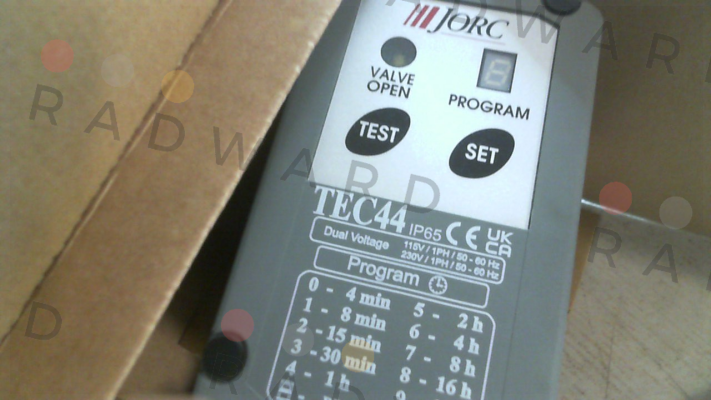 JORC
VALVE
OPEN
PROGRAM
TEST
SET
TEC44 IP65 CE UK
CA
Dual Voltage
115V / 1PH / 50 - 60 Hz
230V / 1PH / 50 - 60 Hz
Program
0 - 4 min
1 - 8 min
2 - 15 min
3 - 30 min
4 - 1 h
5 - 2 h
6 - 4 h
7 - 8 h
8 - 16 h
RADWARD
RADWARD